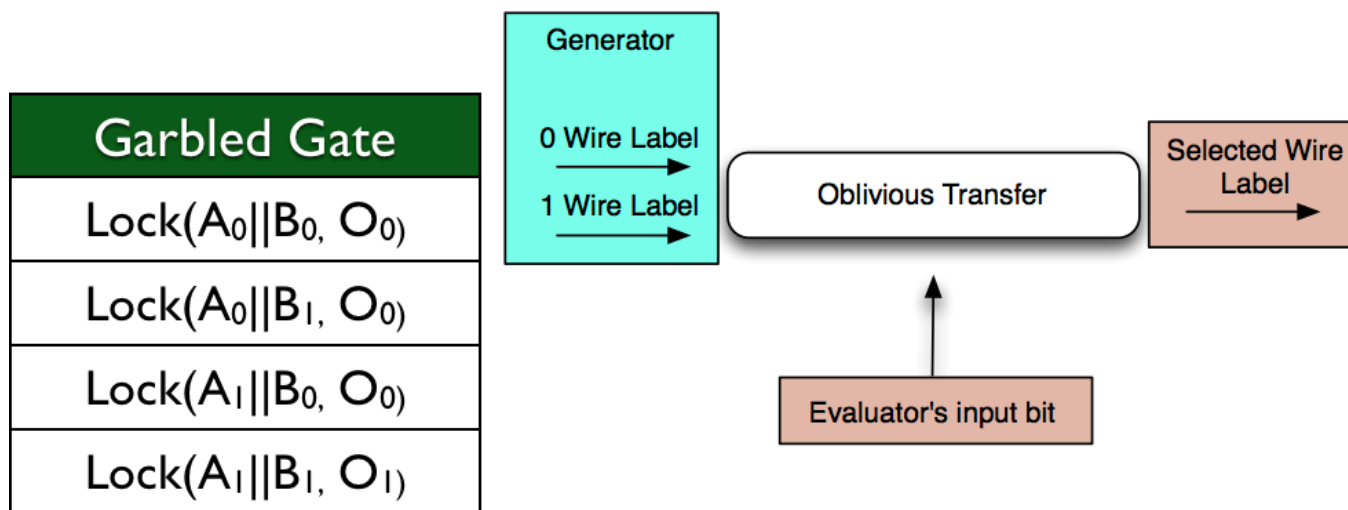 Garbled Gate
Lock(A₀||B₀, O₀)
Lock(A₀||B₁, O₀)
Lock(A₁||B₀, O₀)
Lock(A₁||B₁, O₁)
Generator
0 Wire Label
1 Wire Label
Oblivious Transfer
Selected Wire
Label
Evaluator's input bit